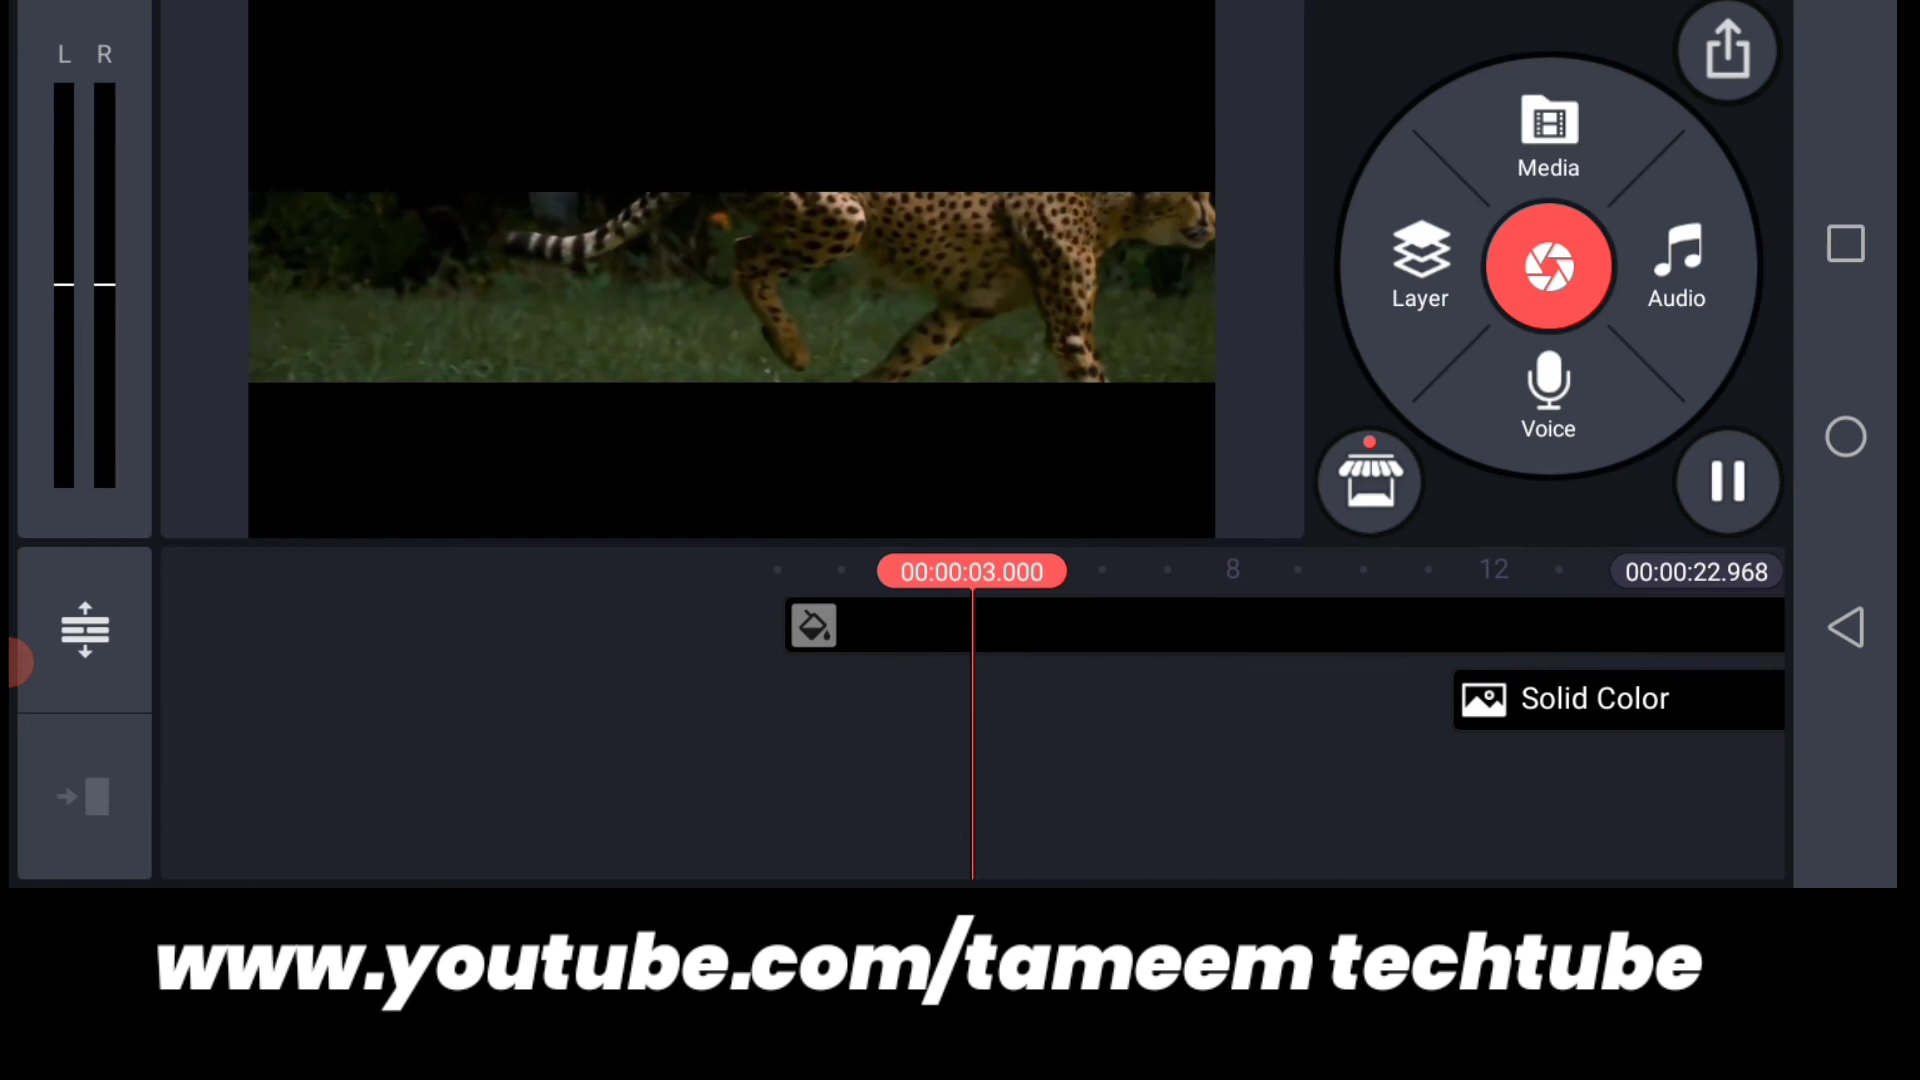 L R
Media
Layer
Audio
Voice
00:00:03.000
8
12
00:00:22.968
Solid Color
www.youtube.com/tameem techtube